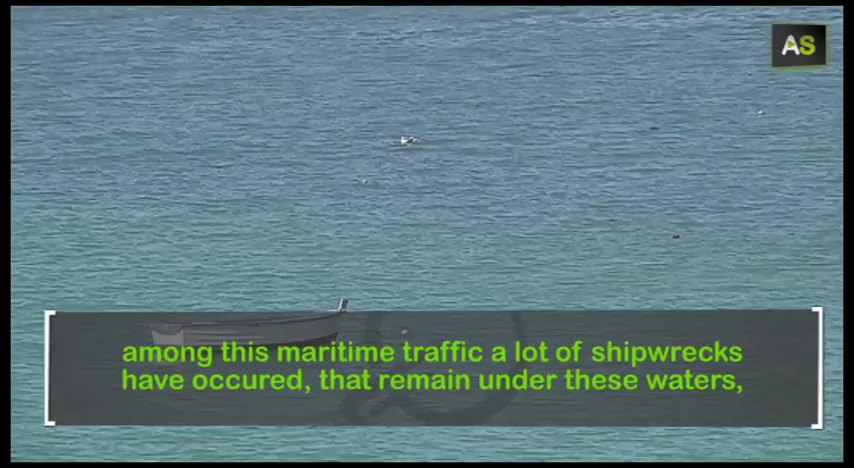 AS
among this maritime traffic a lot of shipwrecks
have occured, that remain under these waters,